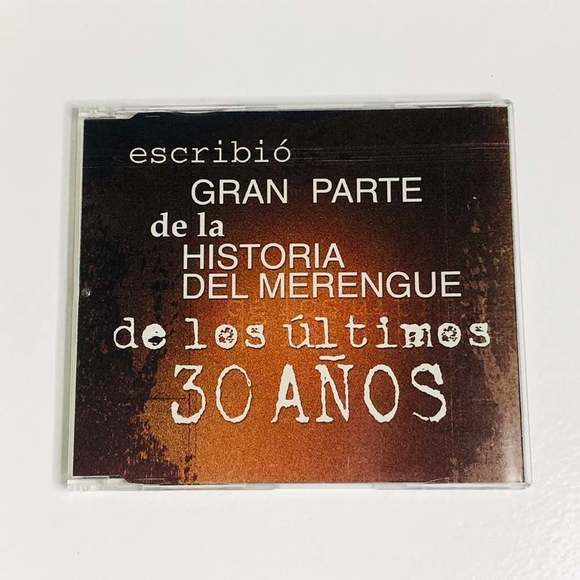 escribió
GRAN PARTE
de la
HISTORIA
DEL MERENGUE
de los últimos
30 AÑOS